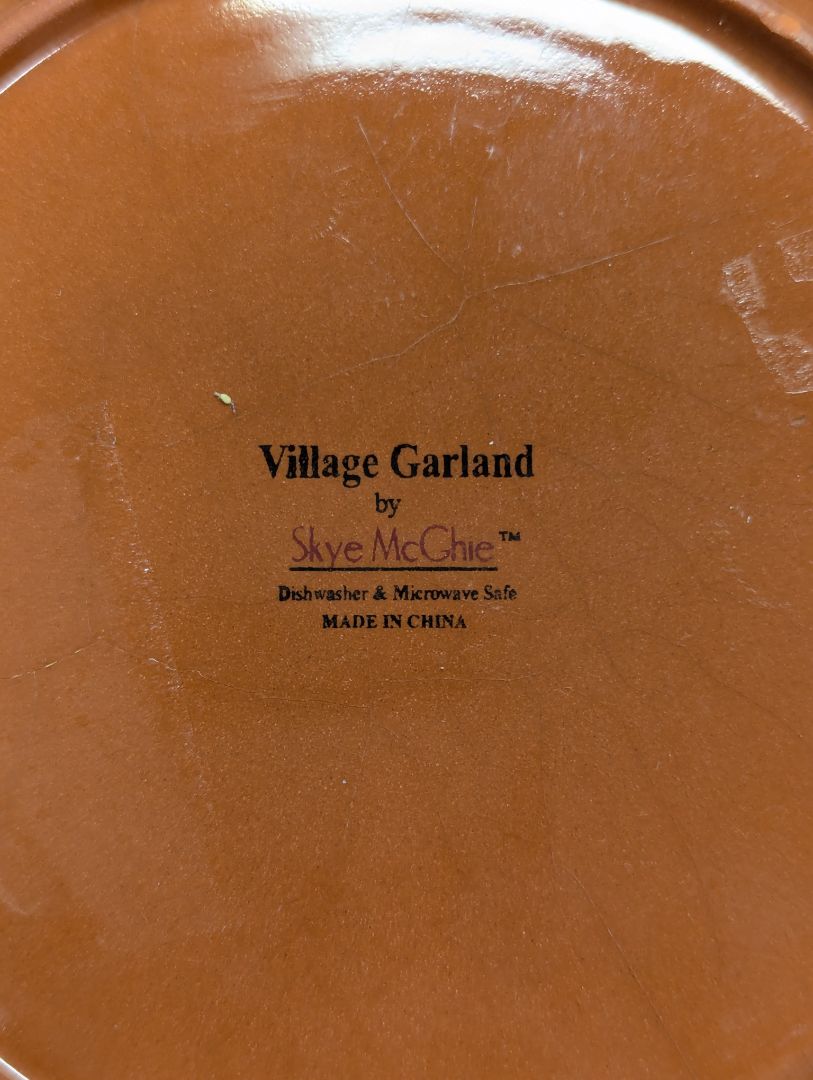 Village Garland
by
Skye McGhie™
Dishwasher & Microwave Safe
MADE IN CHINA